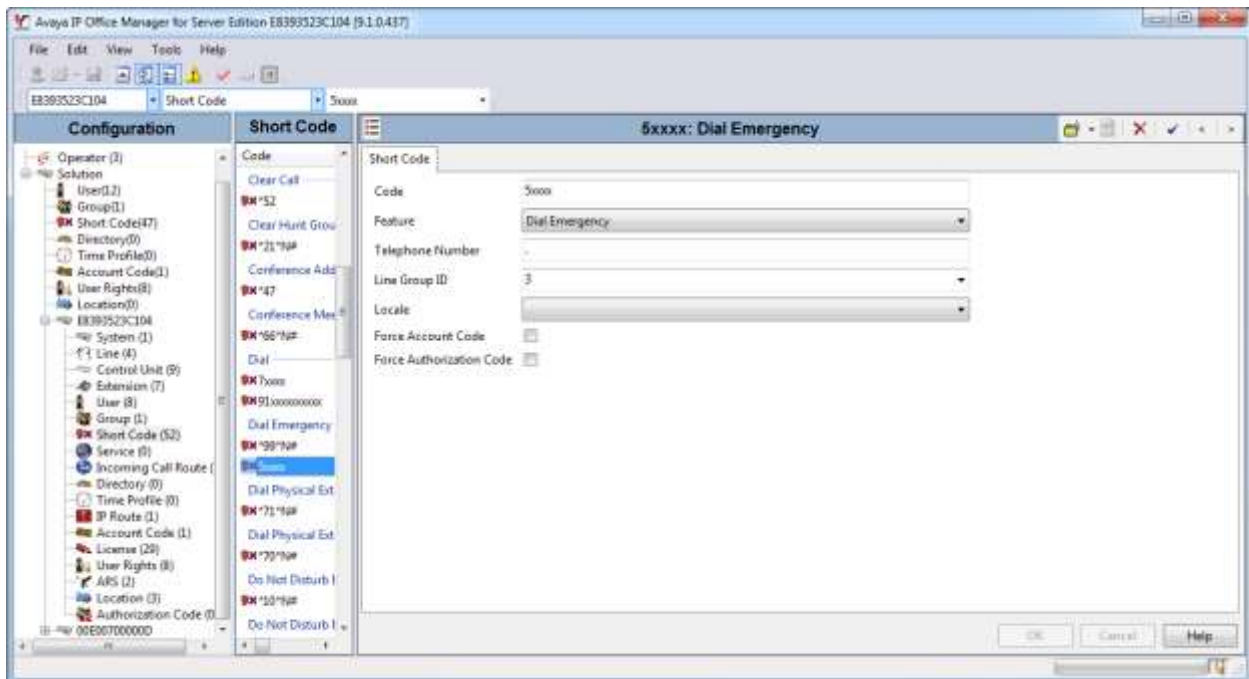 Avaya IP Office Manager for Server Edition E8393523C104 [9.1.0.437]
File Edit View Tools Help
E8393523C104 Short Code 5xxxx
Configuration
Operator (3)
Solution
User(12)
Group(1)
Short Code(47)
Directory(0)
Time Profile(0)
Account Code(1)
User Rights(8)
Location(0)
E8393523C104
System (1)
Line (4)
Control Unit (9)
Extension (7)
User (8)
Group (1)
Short Code (52)
Service (0)
Incoming Call Route (
Directory (0)
Time Profile (0)
IP Route (1)
Account Code (1)
License (29)
User Rights (8)
ARS (2)
Location (3)
Authorization Code (0
00E00700000D
Short Code
Code
Clear Call
*52
Clear Hunt Grou
*21*N#
Conference Add
*47
Conference Mee
*66*N#
Dial
7xxxx
91xxxxxxxxxx
Dial Emergency
*99*N#
5xxxx
Dial Physical Ext
*71*N#
Dial Physical Ext
*70*N#
Do Not Disturb
*10*N#
Do Not Disturb
5xxxx: Dial Emergency
Short Code
Code 5xxxx
Feature Dial Emergency
Telephone Number .
Line Group ID 3
Locale
Force Account Code
Force Authorization Code
OK Cancel Help